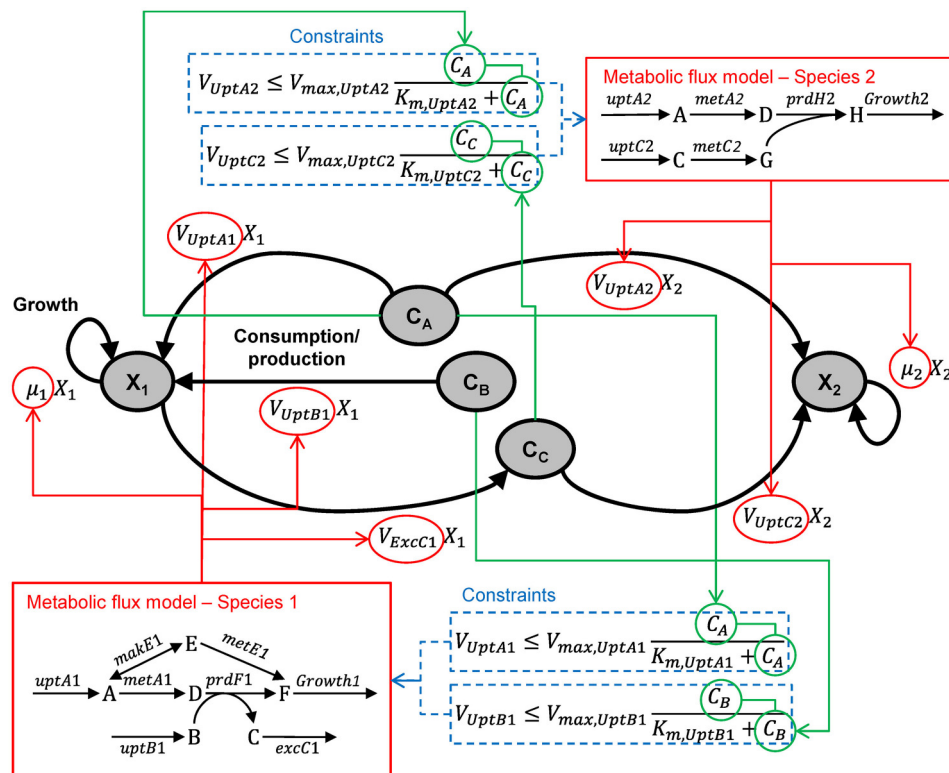 Constraints
V_UptA2 ≤ V_max,UptA2 C_A / K_m,UptA2 + C_A
V_UptC2 ≤ V_max,UptC2 C_C / K_m,UptC2 + C_C
Metabolic flux model – Species 2
uptA2 A metA2 D prdH2 H Growth2
uptC2 C metC2 G
V_UptA1 X_1
V_UptA2 X_2
Growth
C_A
Consumption/
production
X_1
C_B
X_2
μ_1 X_1
μ_2 X_2
V_UptB1 X_1
C_C
V_UptC2 X_2
V_ExcC1 X_1
Metabolic flux model – Species 1
makE1 E metE1
uptA1 A metA1 D prdF1 F Growth1
uptB1 B C excC1
Constraints
V_UptA1 ≤ V_max,UptA1 C_A / K_m,UptA1 + C_A
V_UptB1 ≤ V_max,UptB1 C_B / K_m,UptB1 + C_B